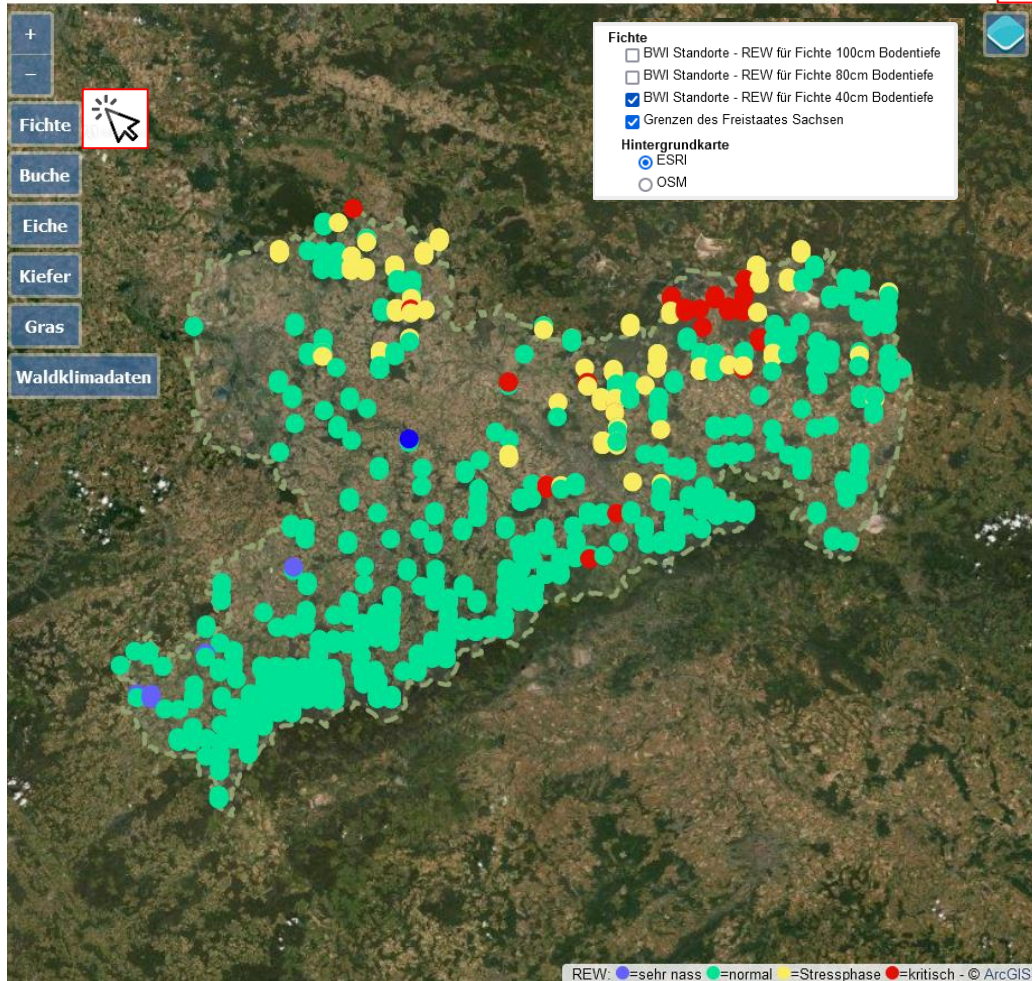 +
−
Fichte
Buche
Eiche
Kiefer
Gras
Waldklimadaten
Fichte
BWI Standorte - REW für Fichte 100cm Bodentiefe
BWI Standorte - REW für Fichte 80cm Bodentiefe
BWI Standorte - REW für Fichte 40cm Bodentiefe
Grenzen des Freistaates Sachsen
Hintergrundkarte
ESRI
OSM
REW: =sehr nass =normal =Stressphase =kritisch - © ArcGIS